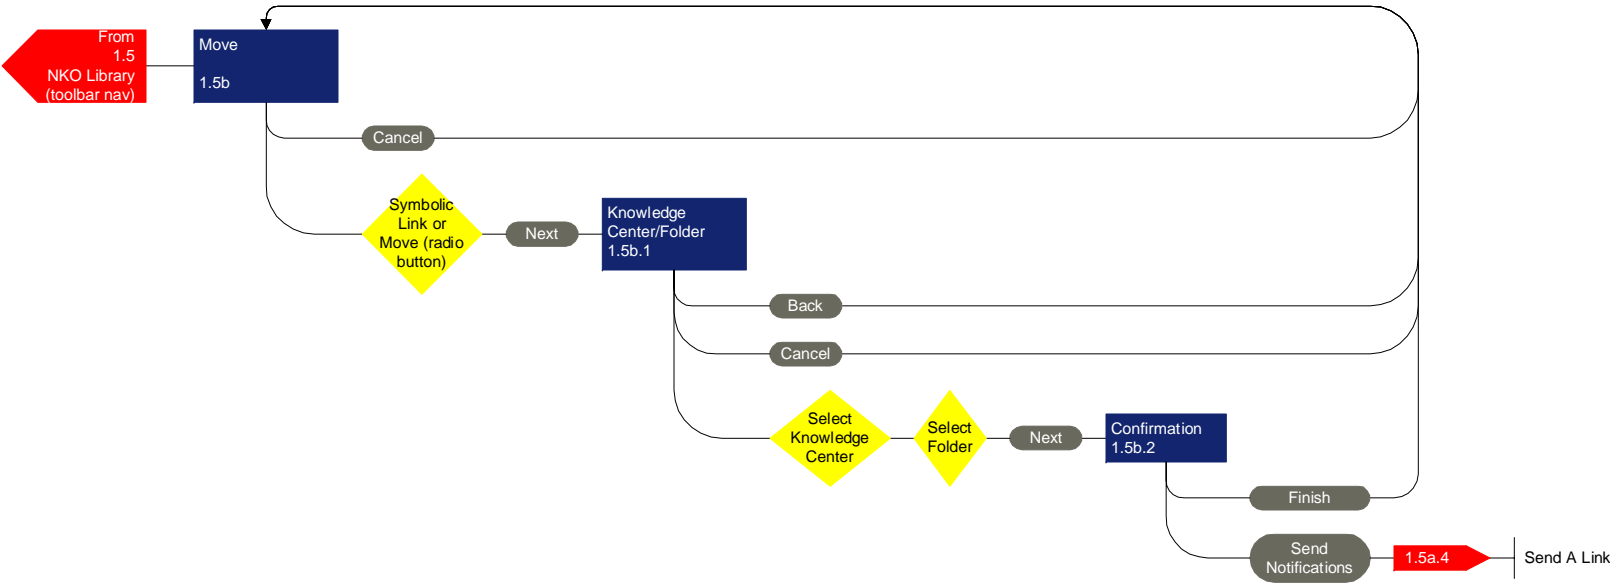 From
1.5
NKO Library
(toolbar nav)
Move
1.5b
Cancel
Symbolic
Link or
Move (radio
button)
Next
Knowledge
Center/Folder
1.5b.1
Back
Cancel
Select
Knowledge
Center
Select
Folder
Next
Confirmation
1.5b.2
Finish
Send
Notifications
1.5a.4
Send A Link